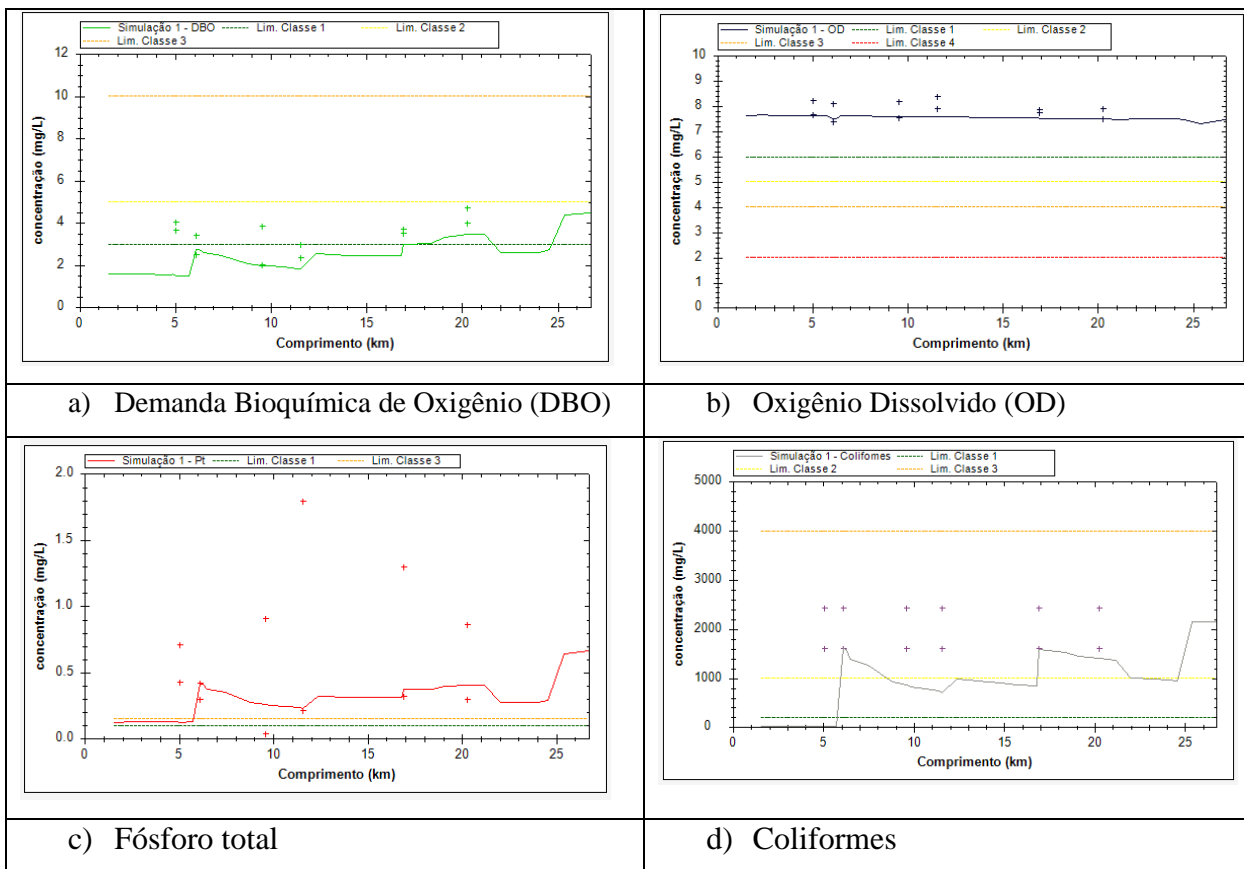 Simulação 1 - DBO Lim. Classe 1 Lim. Classe 2
Lim. Classe 3
12
10
8
6
4
2
0
concentração (mg/L)
0 5 10 15 20 25
Comprimento (km)
a) Demanda Bioquímica de Oxigênio (DBO)
Simulação 1 - OD Lim. Classe 1 Lim. Classe 2
Lim. Classe 3 Lim. Classe 4
10
9
8
7
6
5
4
3
2
1
0
concentração (mg/L)
0 5 10 15 20 25
Comprimento (km)
b) Oxigênio Dissolvido (OD)
Simulação 1 - Pt Lim. Classe 1 Lim. Classe 3
2.0
1.5
1.0
0.5
0.0
concentração (mg/L)
0 5 10 15 20 25
Comprimento (km)
c) Fósforo total
Simulação 1 - Colifomes Lim. Classe 1
Lim. Classe 2 Lim. Classe 3
5000
4000
3000
2000
1000
0
concentração (mg/L)
0 5 10 15 20 25
Comprimento (km)
d) Coliformes